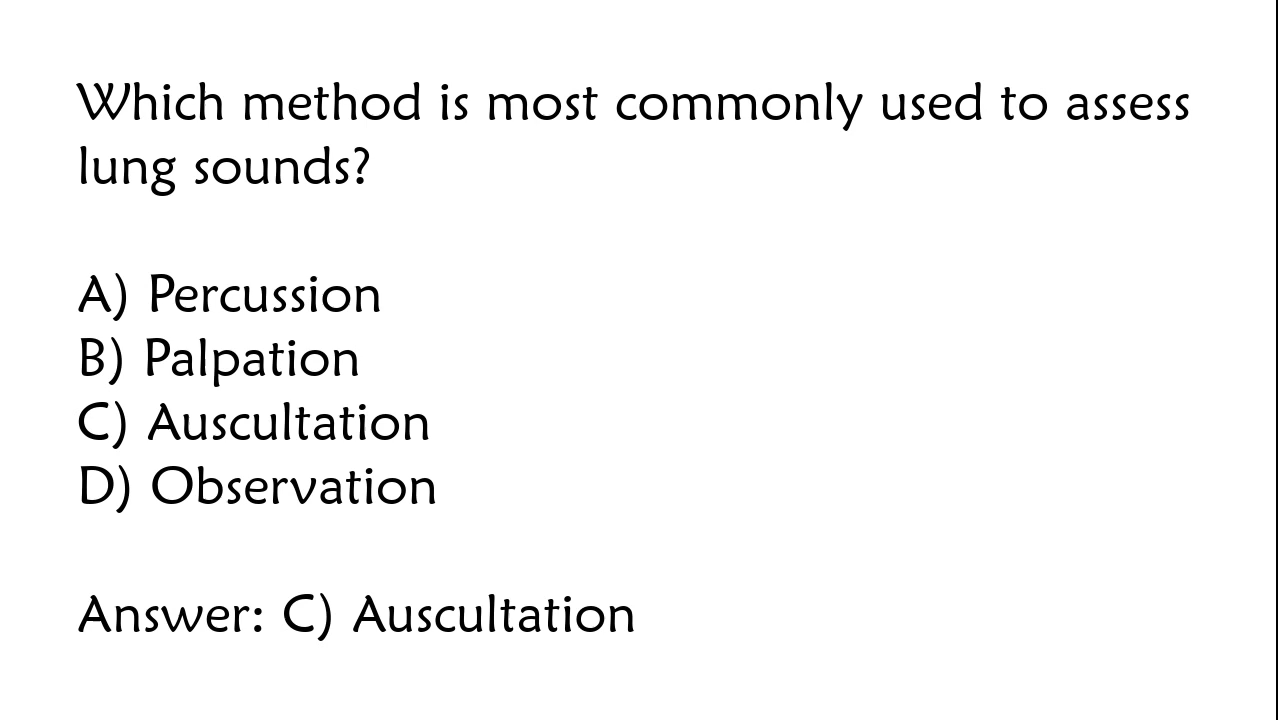 Which method is most commonly used to assess
lung sounds?
A) Percussion
B) Palpation
C) Auscultation
D) Observation
Answer: C) Auscultation